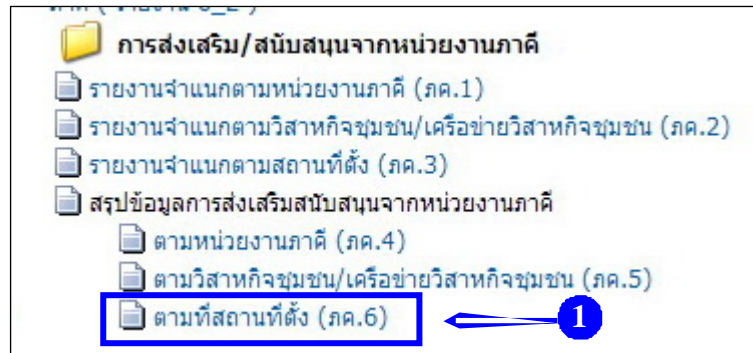 การส่งเสริม/สนับสนุนจากหน่วยงานภาคี
รายงานจำแนกตามหน่วยงานภาคี (ภค.1)
รายงานจำแนกตามวิสาหกิจชุมชน/เครือข่ายวิสาหกิจชุมชน (ภค.2)
รายงานจำแนกตามสถานที่ตั้ง (ภค.3)
สรุปข้อมูลการส่งเสริมสนับสนุนจากหน่วยงานภาคี
ตามหน่วยงานภาคี (ภค.4)
ตามวิสาหกิจชุมชน/เครือข่ายวิสาหกิจชุมชน (ภค.5)
ตามที่สถานที่ตั้ง (ภค.6)
1